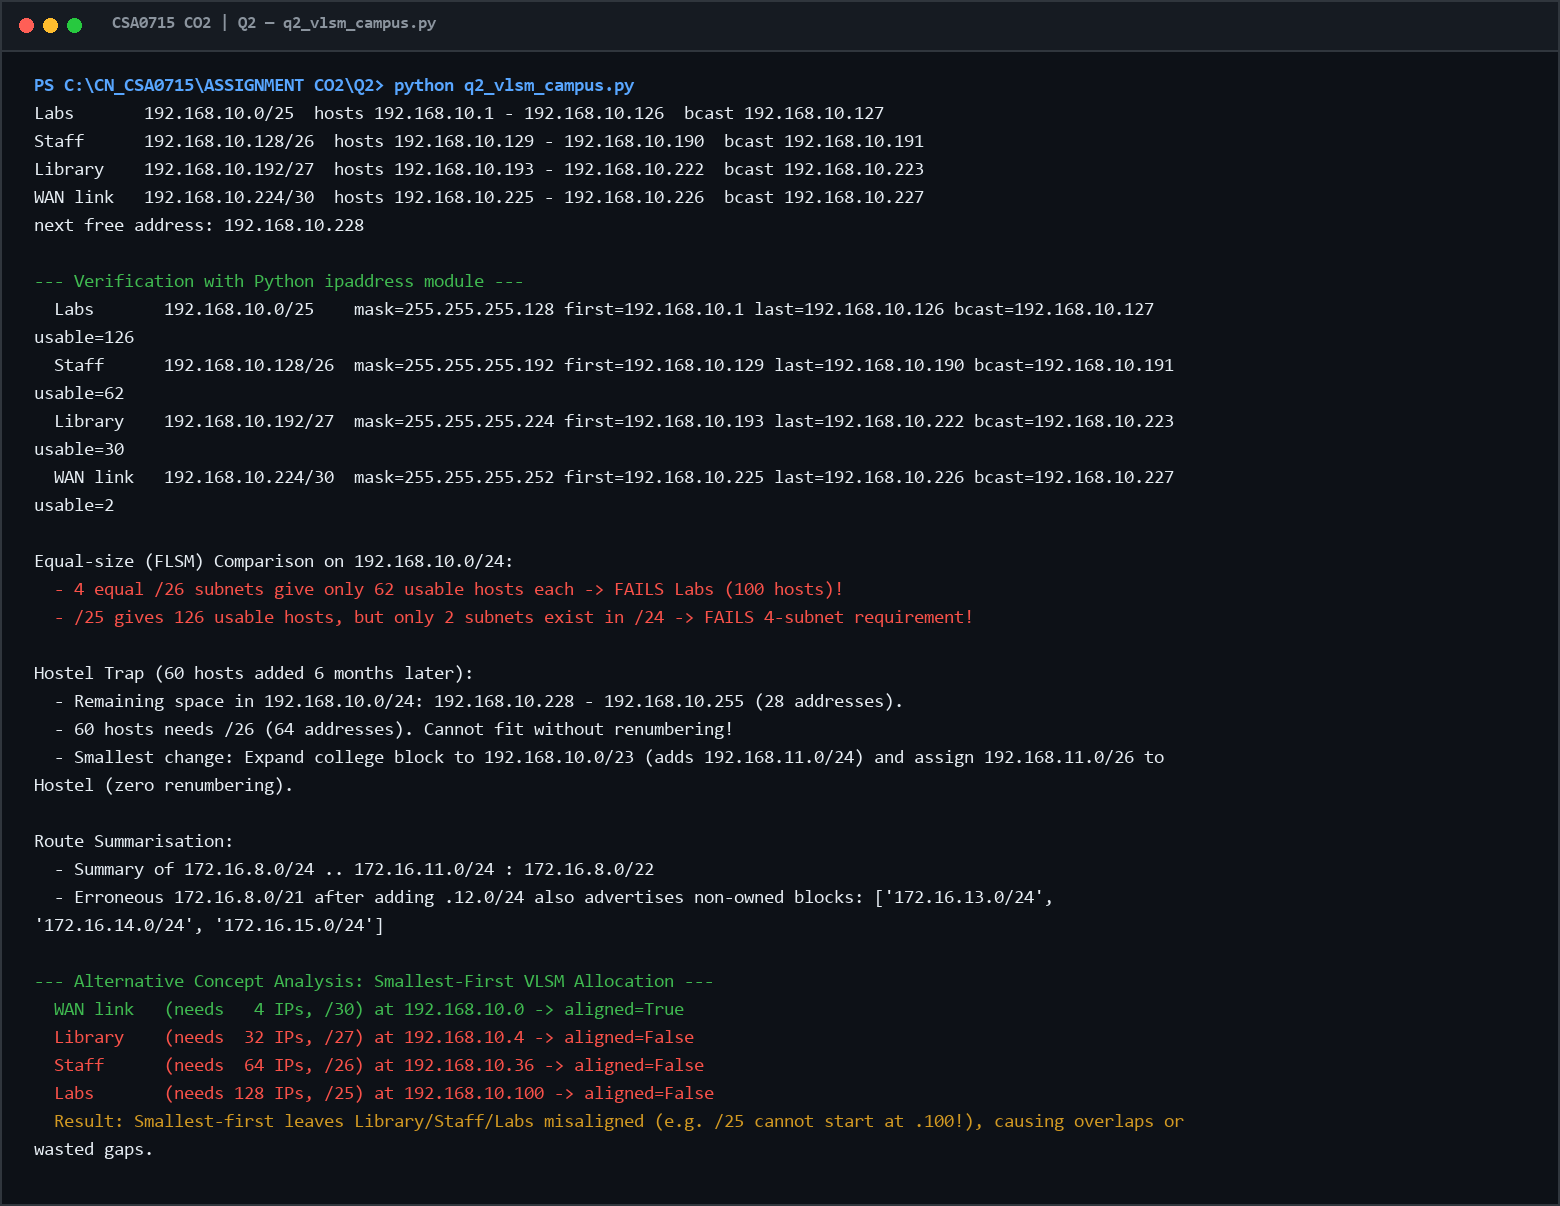 CSA0715 CO2 | Q2 — q2_vlsm_campus.py
PS C:\CN_CSA0715\ASSIGNMENT CO2\Q2> python q2_vlsm_campus.py
Labs       192.168.10.0/25  hosts 192.168.10.1 - 192.168.10.126  bcast 192.168.10.127
Staff      192.168.10.128/26  hosts 192.168.10.129 - 192.168.10.190  bcast 192.168.10.191
Library    192.168.10.192/27  hosts 192.168.10.193 - 192.168.10.222  bcast 192.168.10.223
WAN link   192.168.10.224/30  hosts 192.168.10.225 - 192.168.10.226  bcast 192.168.10.227
next free address: 192.168.10.228
--- Verification with Python ipaddress module ---
  Labs       192.168.10.0/25    mask=255.255.255.128 first=192.168.10.1 last=192.168.10.126 bcast=192.168.10.127
usable=126
  Staff      192.168.10.128/26  mask=255.255.255.192 first=192.168.10.129 last=192.168.10.190 bcast=192.168.10.191
usable=62
  Library    192.168.10.192/27  mask=255.255.255.224 first=192.168.10.193 last=192.168.10.222 bcast=192.168.10.223
usable=30
  WAN link   192.168.10.224/30  mask=255.255.255.252 first=192.168.10.225 last=192.168.10.226 bcast=192.168.10.227
usable=2
Equal-size (FLSM) Comparison on 192.168.10.0/24:
  - 4 equal /26 subnets give only 62 usable hosts each -> FAILS Labs (100 hosts)!
  - /25 gives 126 usable hosts, but only 2 subnets exist in /24 -> FAILS 4-subnet requirement!
Hostel Trap (60 hosts added 6 months later):
  - Remaining space in 192.168.10.0/24: 192.168.10.228 - 192.168.10.255 (28 addresses).
  - 60 hosts needs /26 (64 addresses). Cannot fit without renumbering!
  - Smallest change: Expand college block to 192.168.10.0/23 (adds 192.168.11.0/24) and assign 192.168.11.0/26 to
Hostel (zero renumbering).
Route Summarisation:
  - Summary of 172.16.8.0/24 .. 172.16.11.0/24 : 172.16.8.0/22
  - Erroneous 172.16.8.0/21 after adding .12.0/24 also advertises non-owned blocks: ['172.16.13.0/24',
'172.16.14.0/24', '172.16.15.0/24']
--- Alternative Concept Analysis: Smallest-First VLSM Allocation ---
  WAN link   (needs   4 IPs, /30) at 192.168.10.0 -> aligned=True
  Library    (needs  32 IPs, /27) at 192.168.10.4 -> aligned=False
  Staff      (needs  64 IPs, /26) at 192.168.10.36 -> aligned=False
  Labs       (needs 128 IPs, /25) at 192.168.10.100 -> aligned=False
  Result: Smallest-first leaves Library/Staff/Labs misaligned (e.g. /25 cannot start at .100!), causing overlaps or
wasted gaps.